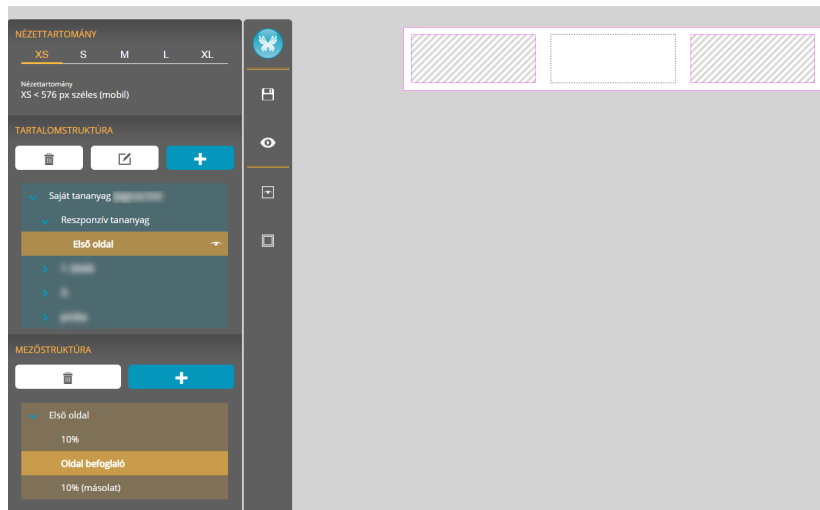 NÉZETTARTOMÁNY
XS S M L XL
Nézettartomány
XS < 576 px széles (mobil)
TARTALOMSTRUKTÚRA
Saját tananyag
Reszponzív tananyag
Első oldal
MEZŐSTRUKTÚRA
Első oldal
10%
Oldal befoglaló
10% (másolat)